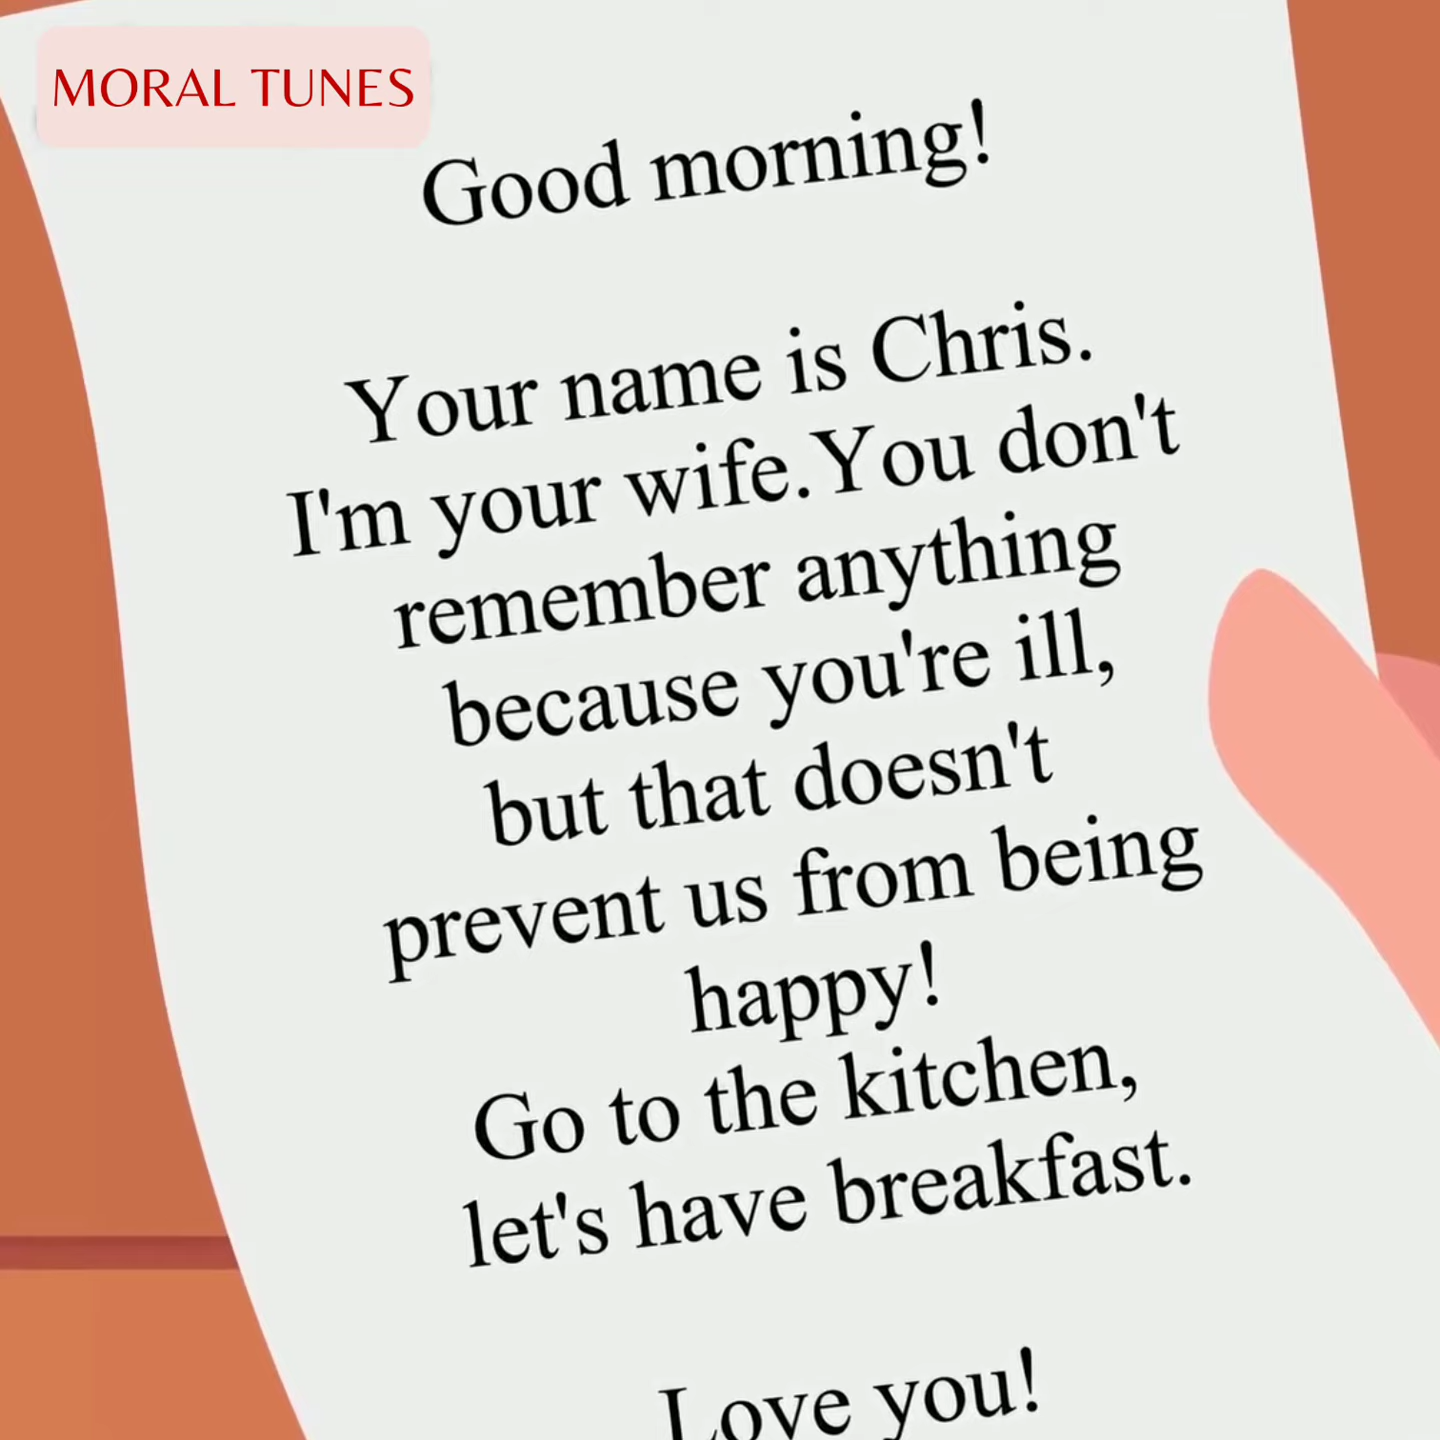 MORAL TUNES
Good morning!
Your name is Chris.
I'm your wife.You don't
remember anything
because you're ill,
but that doesn't
prevent us from being
happy!
Go to the kitchen,
let's have breakfast.
Love you!